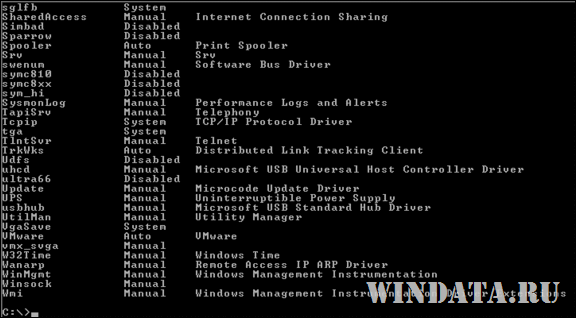 sglfb System
SharedAccess Manual Internet Connection Sharing
Simbad Disabled
Sparrow Disabled
Spooler Auto Print Spooler
Srv Manual Srv
swenum Manual Software Bus Driver
symc810 Disabled
symc8xx Disabled
sym_hi Disabled
SysmonLog Manual Performance Logs and Alerts
TapiSrv Manual Telephony
Tcpip System TCP/IP Protocol Driver
tga System
TlntSvr Manual Telnet
TrkWks Auto Distributed Link Tracking Client
Udfs Disabled
uhcd Manual Microsoft USB Universal Host Controller Driver
ultra66 Disabled
Update Manual Microcode Update Driver
UPS Manual Uninterruptible Power Supply
usbhub Manual Microsoft USB Standard Hub Driver
UtilMan Manual Utility Manager
VgaSave System
VMware Auto VMware
vmx_svga Manual
W32Time Manual Windows Time
Wanarp Manual Remote Access IP ARP Driver
WinMgmt Manual Windows Management Instrumentation
Winsock Manual
Wmi Manual Windows Management Instrumentation Driver Extensions
C:\>_
WINDATA.RU